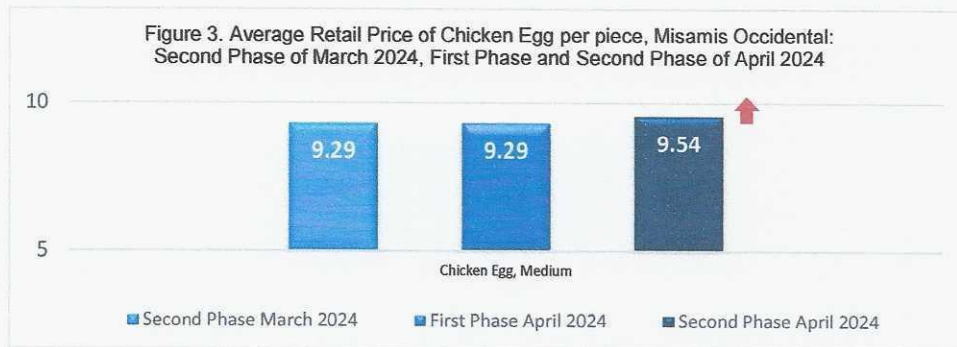 Figure 3. Average Retail Price of Chicken Egg per piece, Misamis Occidental:
Second Phase of March 2024, First Phase and Second Phase of April 2024
10
9.29
9.29
9.54
5
Chicken Egg, Medium
Second Phase March 2024
First Phase April 2024
Second Phase April 2024